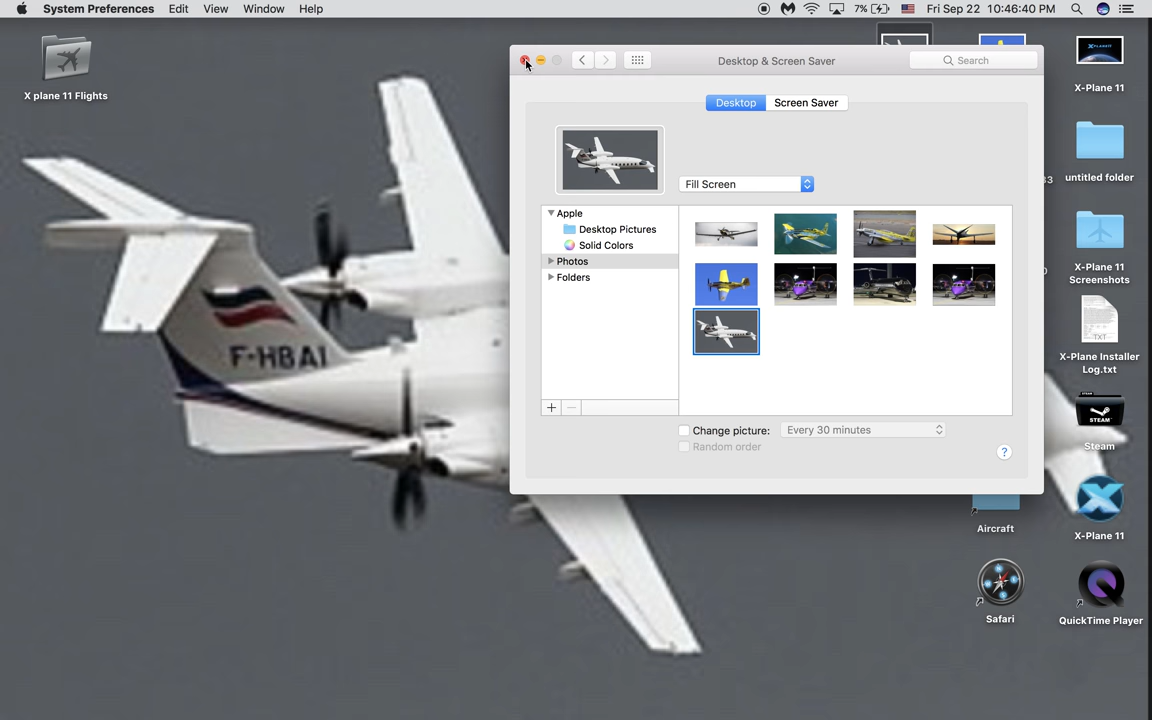 System Preferences Edit View Window Help
7% Fri Sep 22 10:46:40 PM
X plane 11 Flights
Desktop & Screen Saver
Search
Desktop Screen Saver
Fill Screen
Apple
Desktop Pictures
Solid Colors
Photos
Folders
+ −
Change picture: Every 30 minutes
Random order
?
F-HBAI
X-Plane 11
untitled folder
X-Plane 11
Screenshots
TXT
X-Plane Installer
Log.txt
STEAM
Steam
Aircraft
X-Plane 11
Safari
QuickTime Player